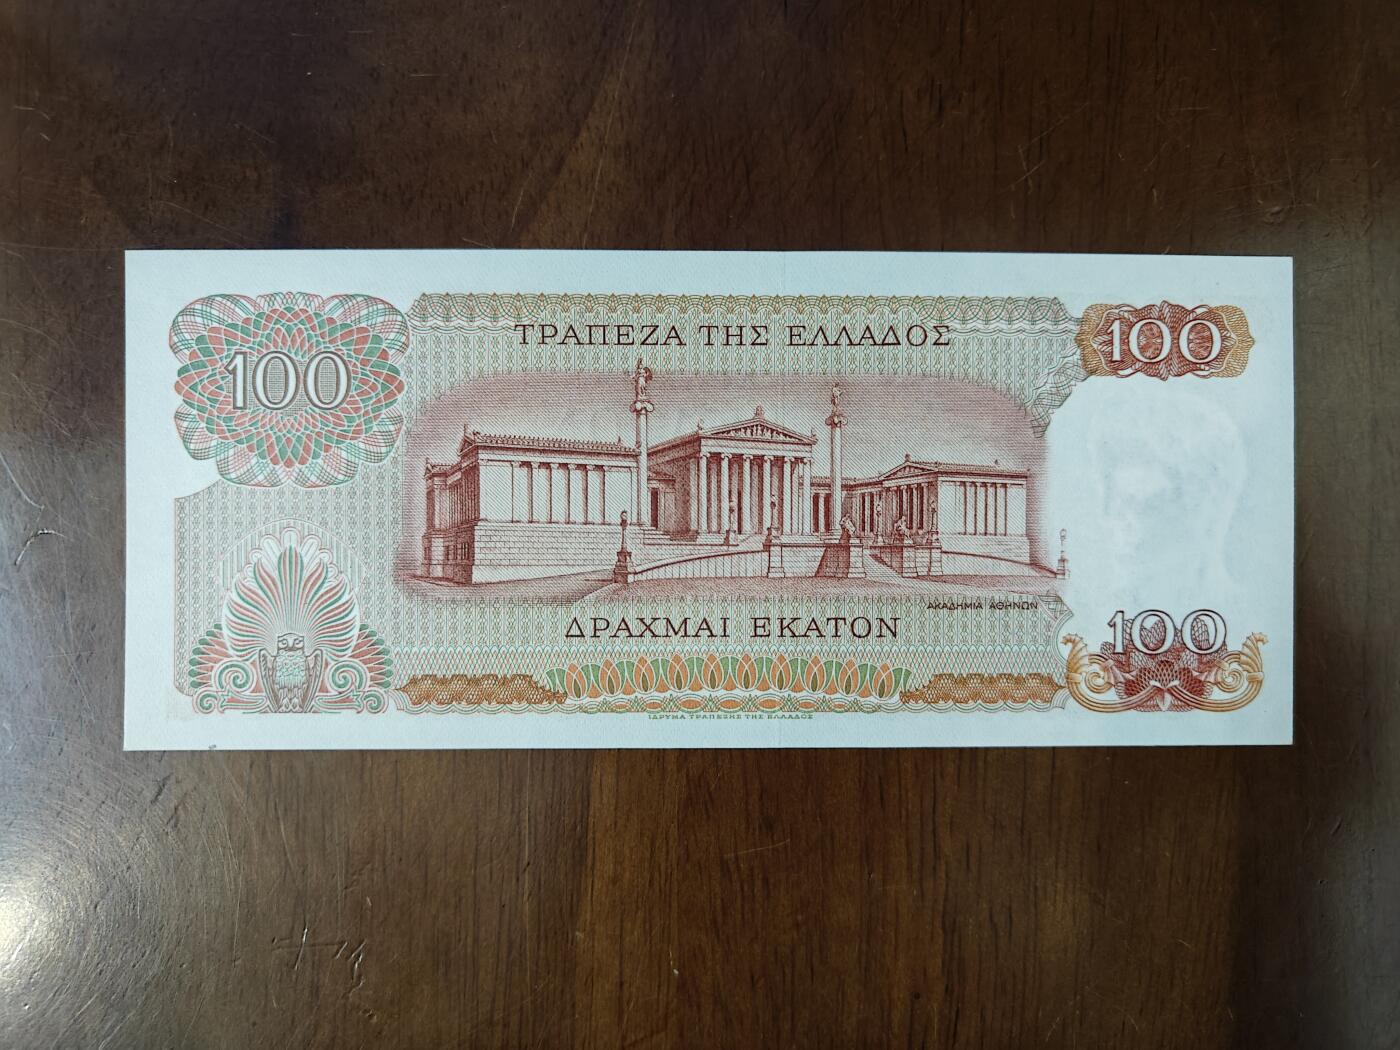 ΤΡΑΠΕΖΑ ΤΗΣ ΕΛΛΑΔΟΣ
100
100
ΑΚΑΔΗΜΙΑ ΑΘΗΝΩΝ
ΔΡΑΧΜΑΙ ΕΚΑΤΟΝ
100
ΙΔΡΥΜΑ ΤΡΑΠΕΖΗΣ ΤΗΣ ΕΛΛΑΔΟΣ